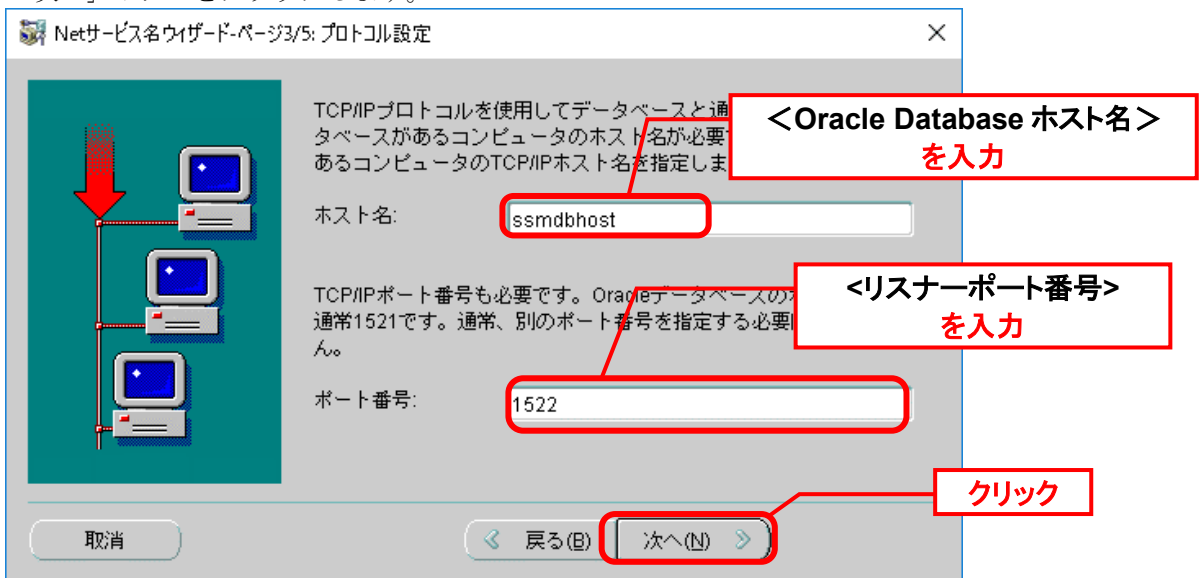 Netサービス名ウィザード-ページ3/5: プロトコル設定
TCP/IPプロトコルを使用してデータベースと通
タベースがあるコンピュータのホスト名が必要
あるコンピュータのTCP/IPホスト名を指定しま
<Oracle Database ホスト名>
を入力
ホスト名:
ssmdbhost
TCP/IPポート番号も必要です。Oracleデータベースの
通常1521です。通常、別のポート番号を指定する必要
ん。
<リスナーポート番号>
を入力
ポート番号:
1522
クリック
取消
戻る(B)
次へ(N)